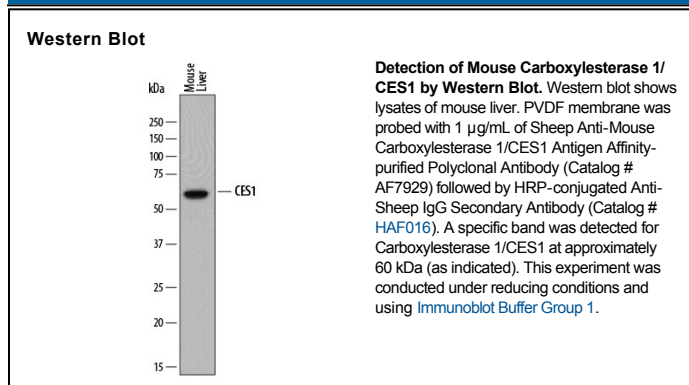 Western Blot
kDa
Mouse
Liver
250
150
100
75
50
37
25
20
15
CES1
Detection of Mouse Carboxylesterase 1/
CES1 by Western Blot. Western blot shows
lysates of mouse liver. PVDF membrane was
probed with 1 µg/mL of Sheep Anti-Mouse
Carboxylesterase 1/CES1 Antigen Affinity-
purified Polyclonal Antibody (Catalog #
AF7929) followed by HRP-conjugated Anti-
Sheep IgG Secondary Antibody (Catalog #
HAF016). A specific band was detected for
Carboxylesterase 1/CES1 at approximately
60 kDa (as indicated). This experiment was
conducted under reducing conditions and
using Immunoblot Buffer Group 1.